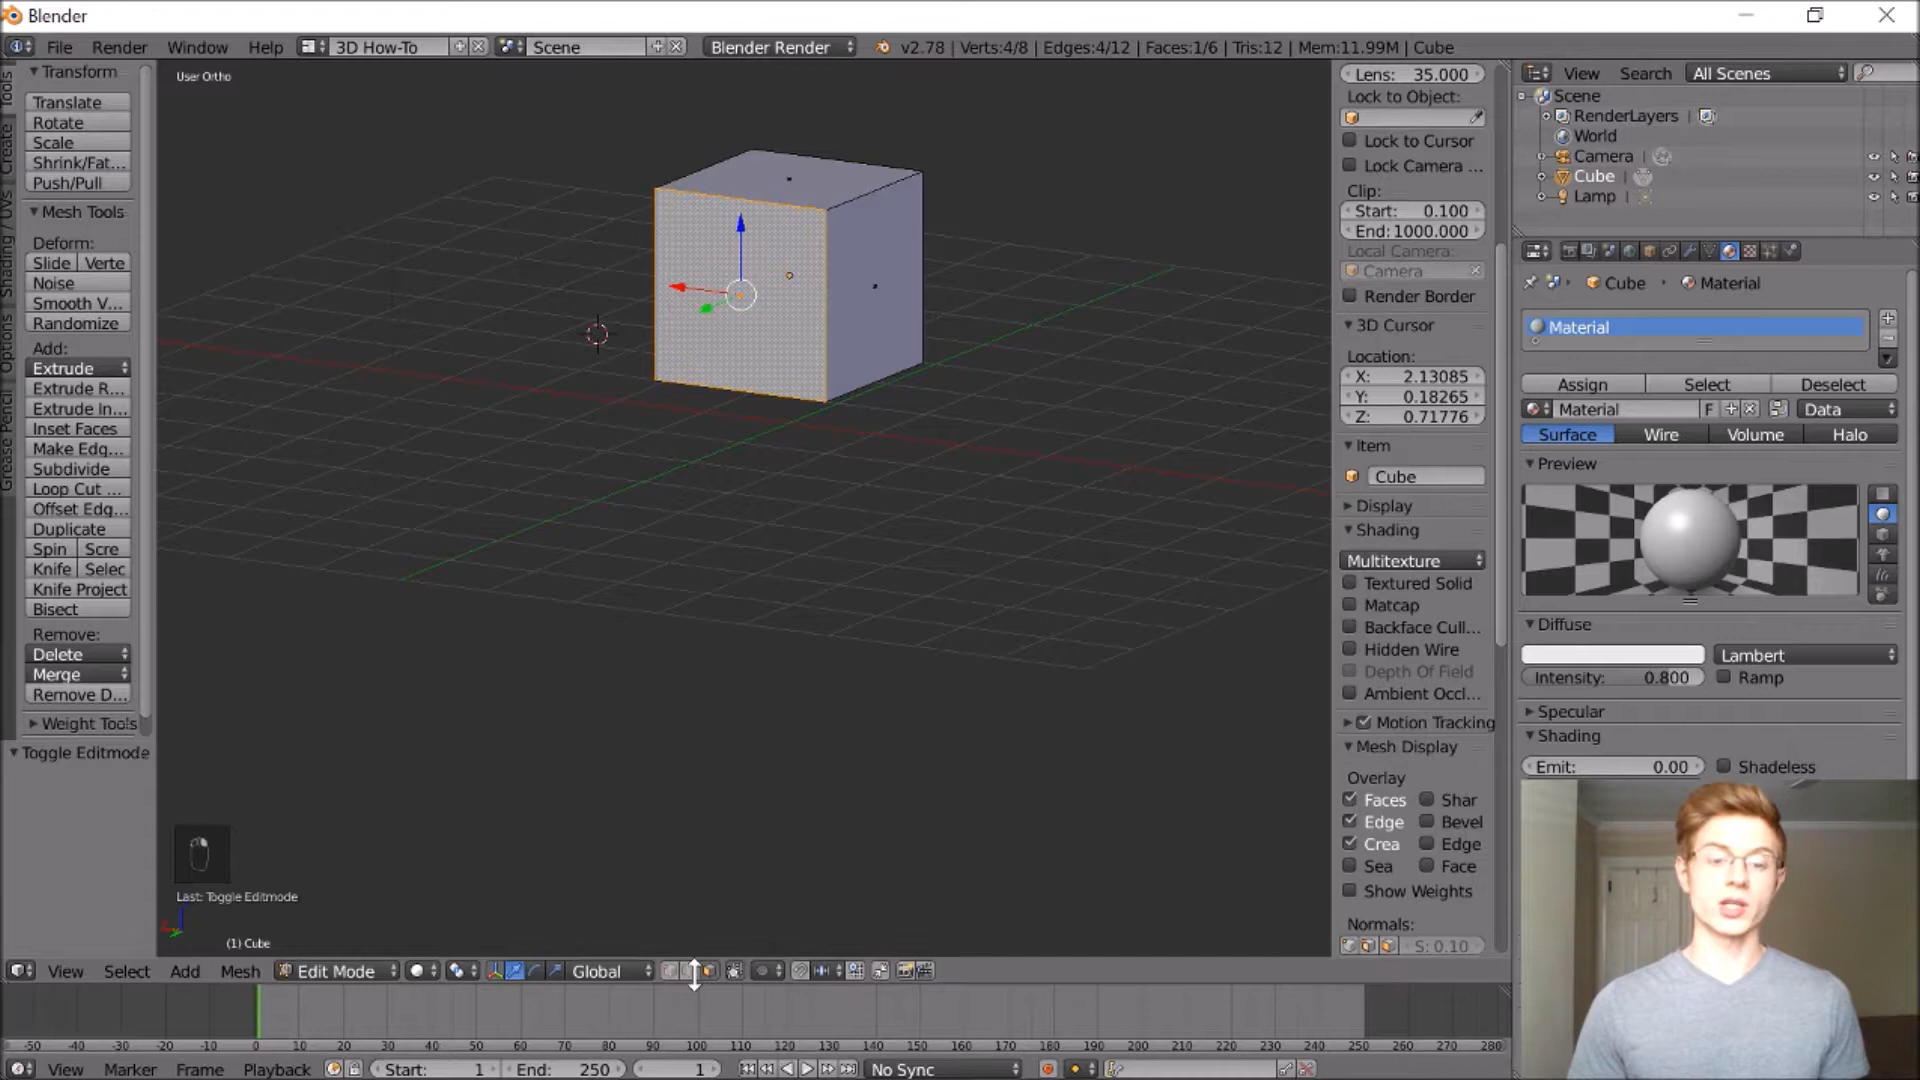 Blender
File Render Window Help 3D How-To Scene Blender Render v2.78 | Verts:4/8 | Edges:4/12 | Faces:1/6 | Tris:12 | Mem:11.99M | Cube
Tools
Create
Shading / UVs
Options
Grease Pencil
Transform
Translate
Rotate
Scale
Shrink/Fat...
Push/Pull
Mesh Tools
Deform:
Slide Verte
Noise
Smooth V...
Randomize
Add:
Extrude
Extrude R...
Extrude In...
Inset Faces
Make Edg...
Subdivide
Loop Cut ...
Offset Edg...
Duplicate
Spin Scre
Knife Selec
Knife Project
Bisect
Remove:
Delete
Merge
Remove D...
Weight Tools
Toggle Editmode
User Ortho
Last: Toggle Editmode
(1) Cube
Lens: 35.000
Lock to Object:
Lock to Cursor
Lock Camera ...
Clip:
Start: 0.100
End: 1000.000
Local Camera:
Camera
Render Border
3D Cursor
Location:
X: 2.13085
Y: 0.18265
Z: 0.71776
Item
Cube
Display
Shading
Multitexture
Textured Solid
Matcap
Backface Cull...
Hidden Wire
Depth Of Field
Ambient Occl...
Motion Tracking
Mesh Display
Overlay
Faces Shar
Edge Bevel
Crea Edge
Sea Face
Show Weights
Normals:
S: 0.10
View Search All Scenes
Scene
RenderLayers
World
Camera
Cube
Lamp
Cube Material
Material
Assign Select Deselect
Material F Data
Surface Wire Volume Halo
Preview
Diffuse
Lambert
Intensity: 0.800 Ramp
Specular
Shading
Emit: 0.00 Shadeless
View Select Add Mesh Edit Mode Global
-50 -40 -30 -20 -10 0 10 20 30 40 50 60 70 80 90 100 110 120 130 140 150 160 170 180 190 200 210 220 230 240 250 260 270 280
View Marker Frame Playback Start: 1 End: 250 1 No Sync